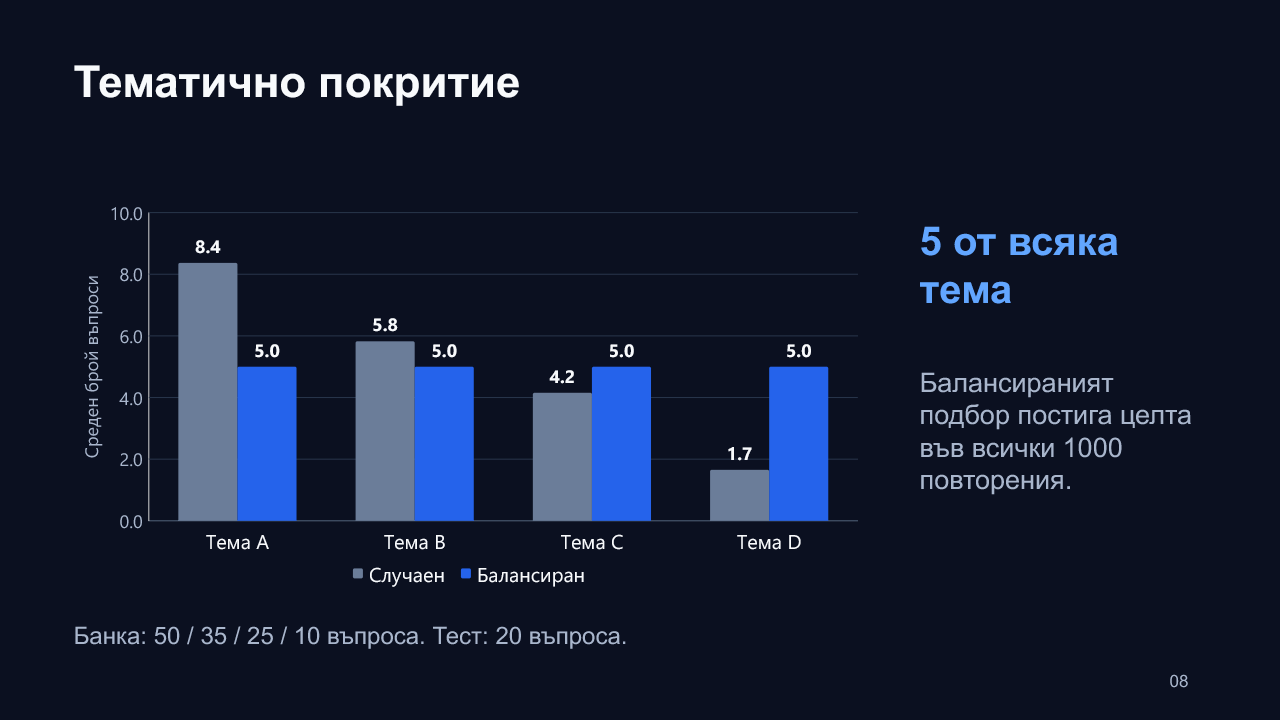 Тематично покритие
10.0
8.0
6.0
4.0
2.0
0.0
Среден брой въпроси
8.4
5.0
5.8
5.0
4.2
5.0
1.7
5.0
Тема A
Тема B
Тема C
Тема D
Случаен
Балансиран
5 от всяка
тема
Балансираният
подбор постига целта
във всички 1000
повторения.
Банка: 50 / 35 / 25 / 10 въпроса. Тест: 20 въпроса.
08